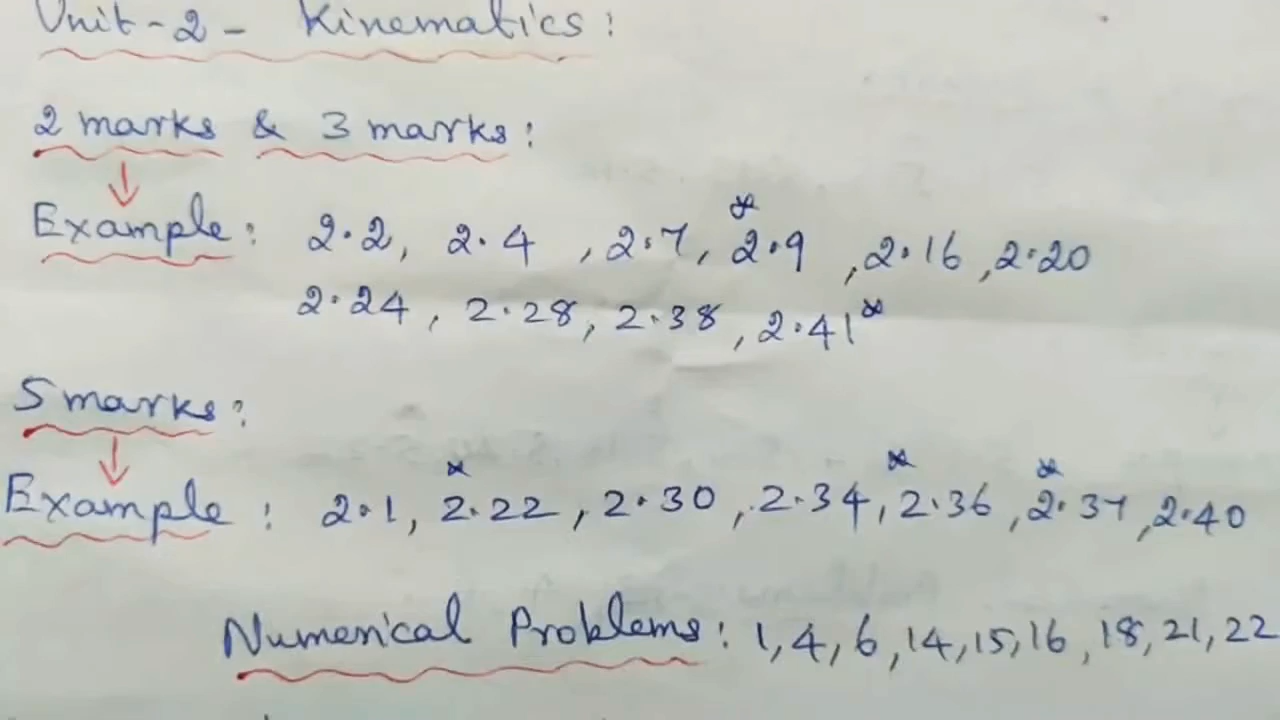 Unit-2- Kinematics:
2 marks & 3 marks:
Example: 2.2, 2.4, 2.7, 2.9, 2.16, 2.20
2.24, 2.28, 2.38, 2.41*
5 marks:
Example: 2.1, 2.22, 2.30, 2.34, 2.36, 2.37, 2.40
Numerical Problems: 1, 4, 6, 14, 15, 16, 18, 21, 22